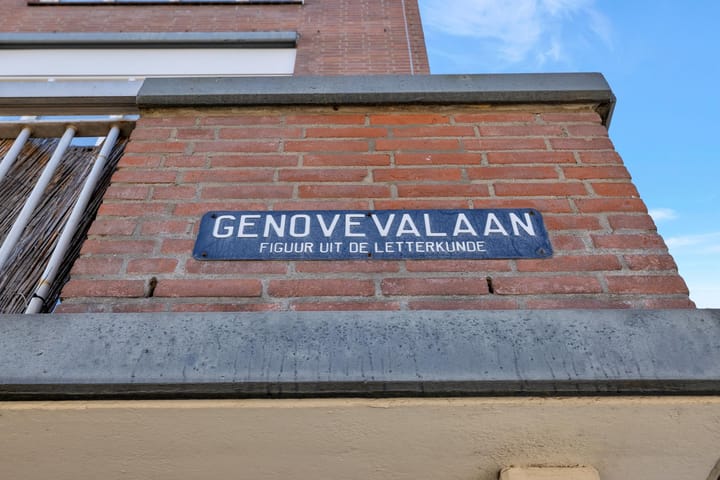 GENOVEVALAAN
FIGUUR UIT DE LETTERKUNDE